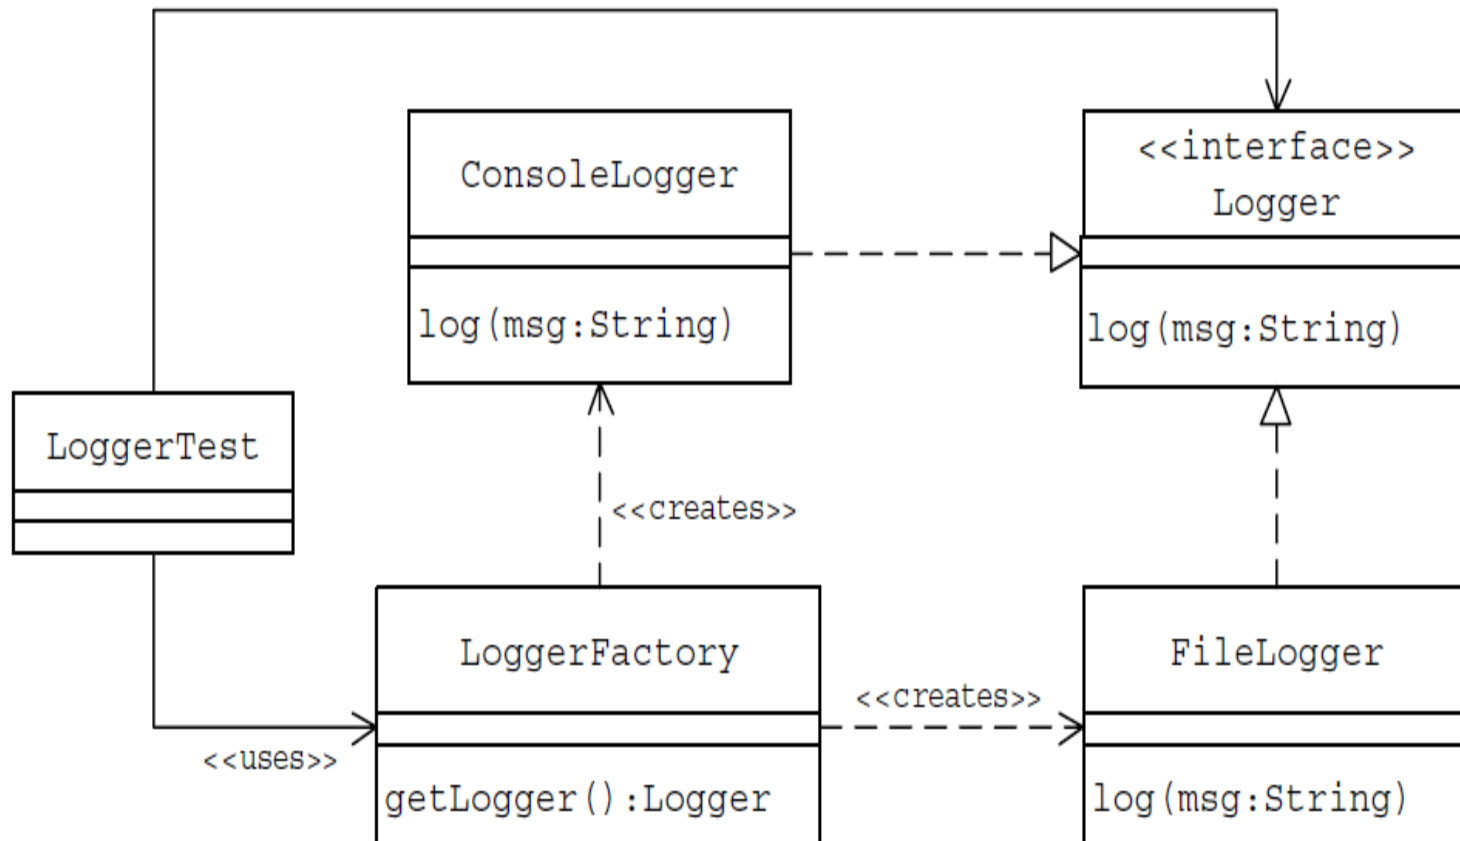 ConsoleLogger
log(msg:String)
<<interface>>
Logger
log(msg:String)
LoggerTest
<<creates>>
<<uses>>
LoggerFactory
getLogger():Logger
<<creates>>
FileLogger
log(msg:String)